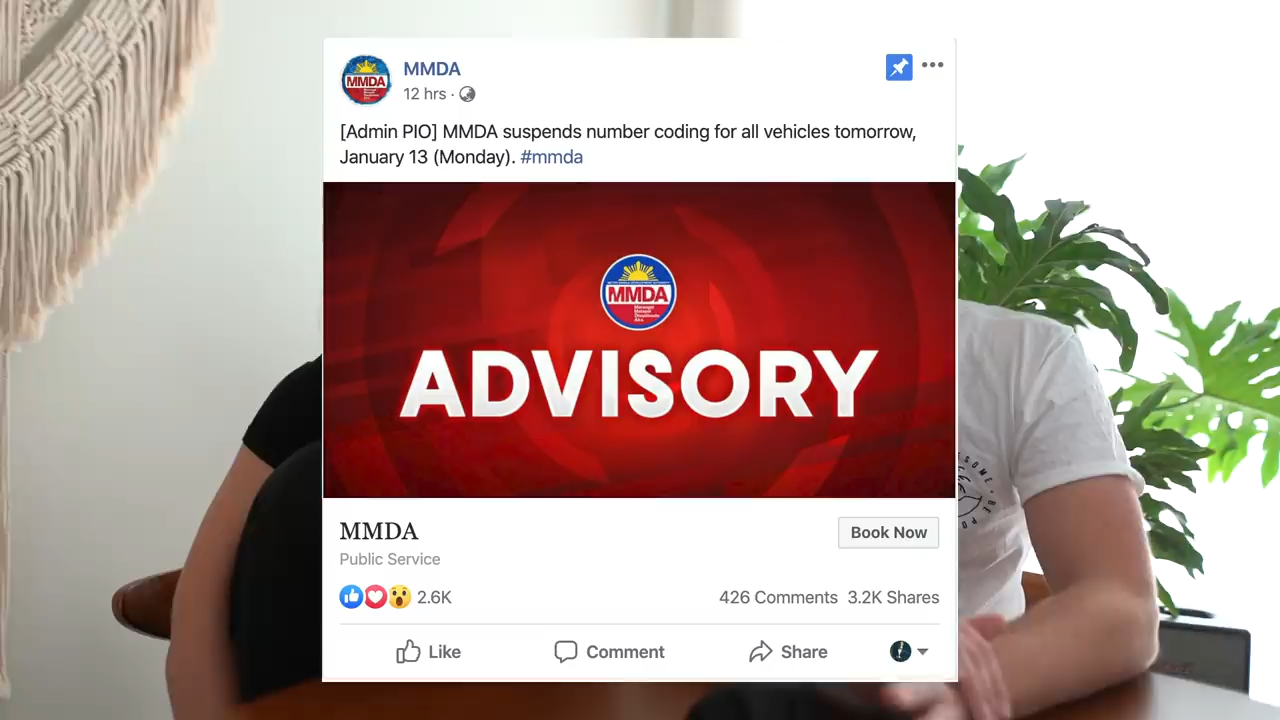 MMDA
12 hrs ·
[Admin PIO] MMDA suspends number coding for all vehicles tomorrow,
January 13 (Monday). #mmda
MMDA
ADVISORY
MMDA
Book Now
Public Service
2.6K
426 Comments 3.2K Shares
Like
Comment
Share